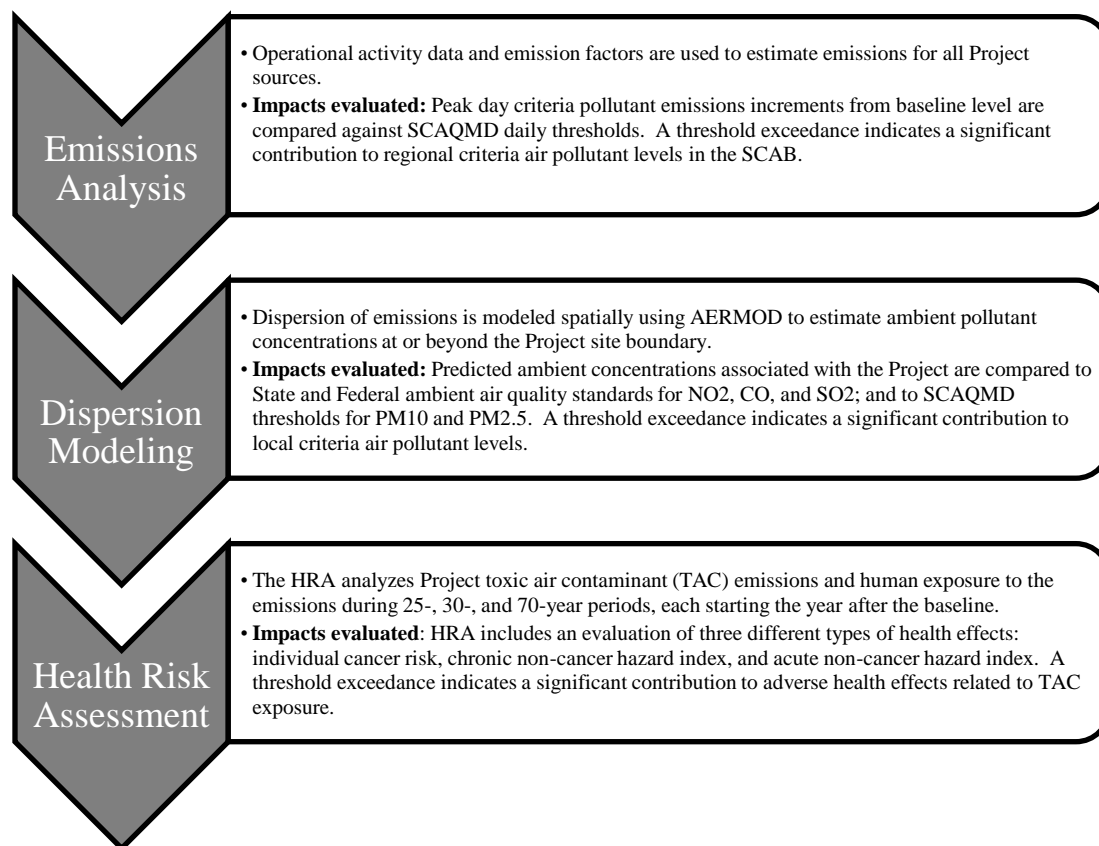 Emissions
Analysis
• Operational activity data and emission factors are used to estimate emissions for all Project
sources.
• Impacts evaluated: Peak day criteria pollutant emissions increments from baseline level are
compared against SCAQMD daily thresholds.  A threshold exceedance indicates a significant
contribution to regional criteria air pollutant levels in the SCAB.
Dispersion
Modeling
• Dispersion of emissions is modeled spatially using AERMOD to estimate ambient pollutant
concentrations at or beyond the Project site boundary.
• Impacts evaluated: Predicted ambient concentrations associated with the Project are compared to
State and Federal ambient air quality standards for NO2, CO, and SO2; and to SCAQMD
thresholds for PM10 and PM2.5.  A threshold exceedance indicates a significant contribution to
local criteria air pollutant levels.
Health Risk
Assessment
• The HRA analyzes Project toxic air contaminant (TAC) emissions and human exposure to the
emissions during 25-, 30-, and 70-year periods, each starting the year after the baseline.
• Impacts evaluated: HRA includes an evaluation of three different types of health effects:
individual cancer risk, chronic non-cancer hazard index, and acute non-cancer hazard index.  A
threshold exceedance indicates a significant contribution to adverse health effects related to TAC
exposure.